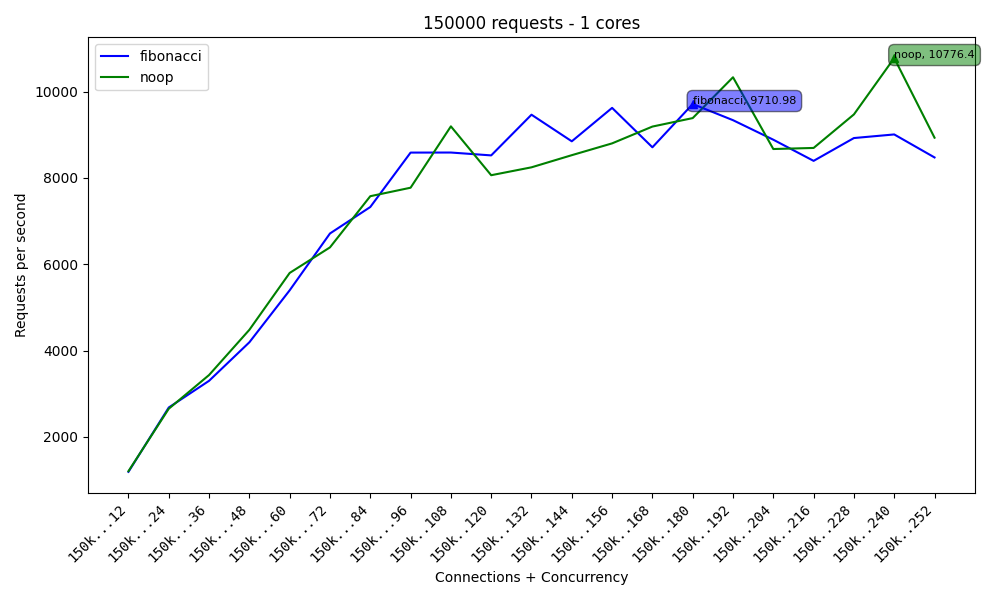 150000 requests - 1 cores
fibonacci
noop
noop, 10776.4
fibonacci, 9710.98
10000
8000
6000
4000
2000
Requests per second
150k...12
150k...24
150k...36
150k...48
150k...60
150k...72
150k...84
150k...96
150k..108
150k..120
150k..132
150k..144
150k..156
150k..168
150k..180
150k..192
150k..204
150k..216
150k..228
150k..240
150k..252
Connections + Concurrency